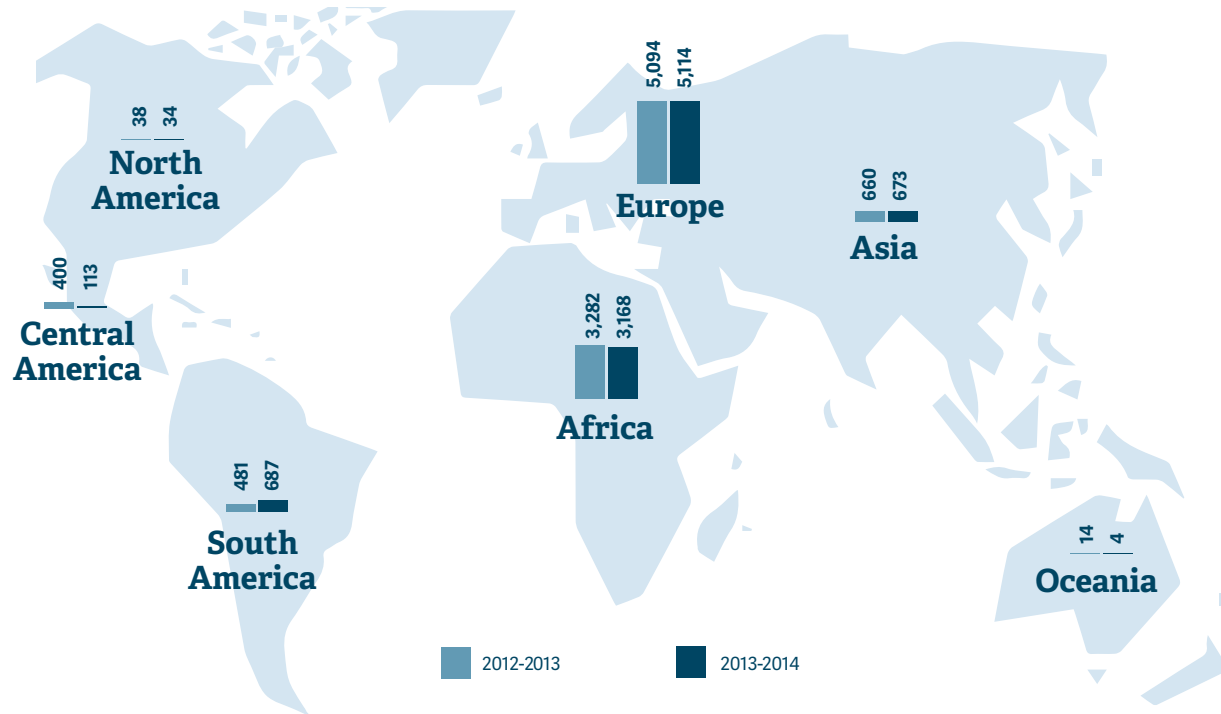 38
34
North
America
400
113
Central
America
481
687
South
America
5,094
5,114
Europe
3,282
3,168
Africa
660
673
Asia
14
4
Oceania
2012-2013
2013-2014